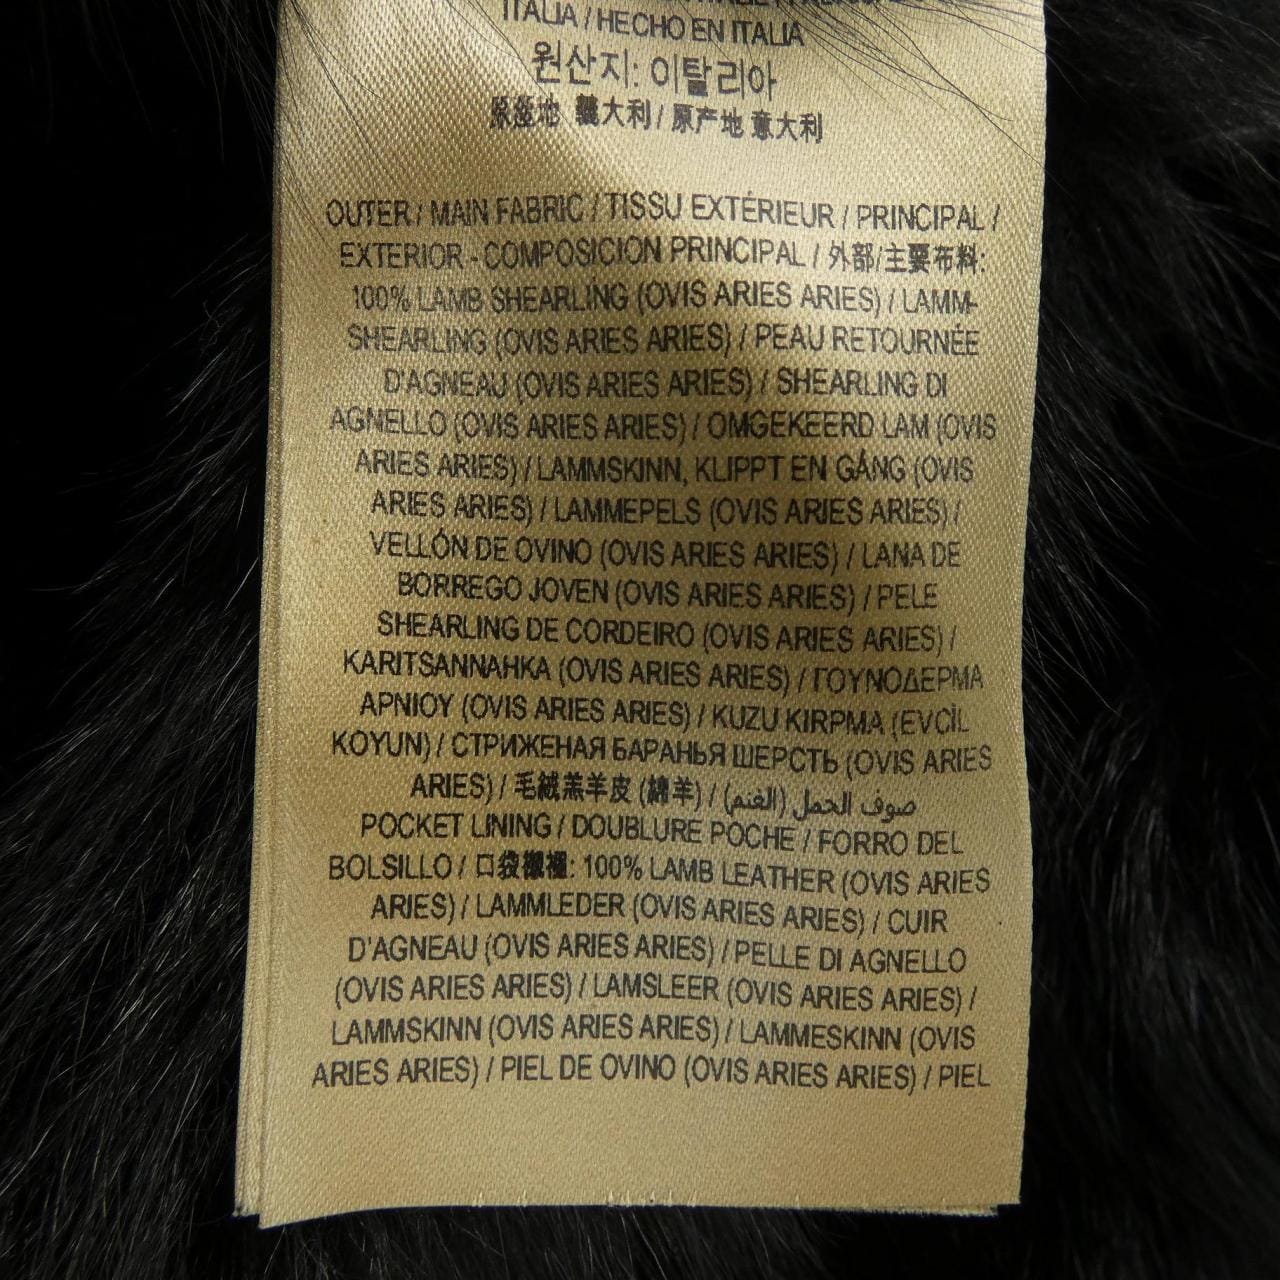 ITALIA / HECHO EN ITALIA
원산지: 이탈리아
原產地 義大利 / 原产地 意大利
OUTER / MAIN FABRIC / TISSU EXTÉRIEUR / PRINCIPAL /
EXTERIOR - COMPOSICION PRINCIPAL / 外部/主要布料:
100% LAMB SHEARLING (OVIS ARIES ARIES) / LAMM-
SHEARLING (OVIS ARIES ARIES) / PEAU RETOURNÉE
D'AGNEAU (OVIS ARIES ARIES) / SHEARLING DI
AGNELLO (OVIS ARIES ARIES) / OMGEKEERD LAM (OVIS
ARIES ARIES) / LAMMSKINN, KLIPPT EN GÅNG (OVIS
ARIES ARIES) / LAMMEPELS (OVIS ARIES ARIES) /
VELLÓN DE OVINO (OVIS ARIES ARIES) / LANA DE
BORREGO JOVEN (OVIS ARIES ARIES) / PELE
SHEARLING DE CORDEIRO (OVIS ARIES ARIES) /
KARITSANNAHKA (OVIS ARIES ARIES) / ΓΟΥΝΟΔΕΡΜΑ
ΑΡΝΙΟΥ (OVIS ARIES ARIES) / KUZU KIRPMA (EVCİL
KOYUN) / СТРИЖЕНАЯ БАРАНЬЯ ШЕРСТЬ (OVIS ARIES
ARIES) / 毛絨羔羊皮 (綿羊) / صوف الحمل (الغنم)
POCKET LINING / DOUBLURE POCHE / FORRO DEL
BOLSILLO / 口袋襯裡: 100% LAMB LEATHER (OVIS ARIES
ARIES) / LAMMLEDER (OVIS ARIES ARIES) / CUIR
D'AGNEAU (OVIS ARIES ARIES) / PELLE DI AGNELLO
(OVIS ARIES ARIES) / LAMSLEER (OVIS ARIES ARIES) /
LAMMSKINN (OVIS ARIES ARIES) / LAMMESKINN (OVIS
ARIES ARIES) / PIEL DE OVINO (OVIS ARIES ARIES) / PIEL